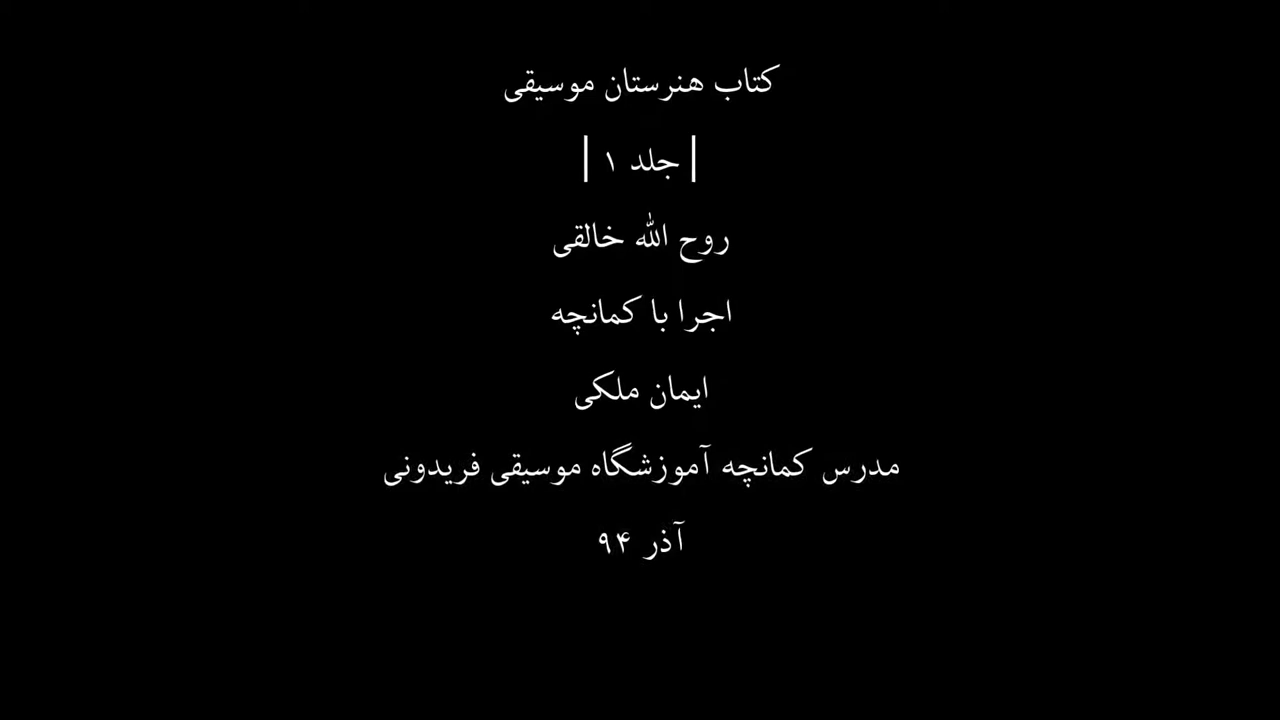 کتاب هنرستان موسیقی
| جلد ۱ |
روح الله خالقی
اجرا با کمانچه
ایمان ملکی
مدرس کمانچه آموزشگاه موسیقی فریدونی
آذر ۹۴